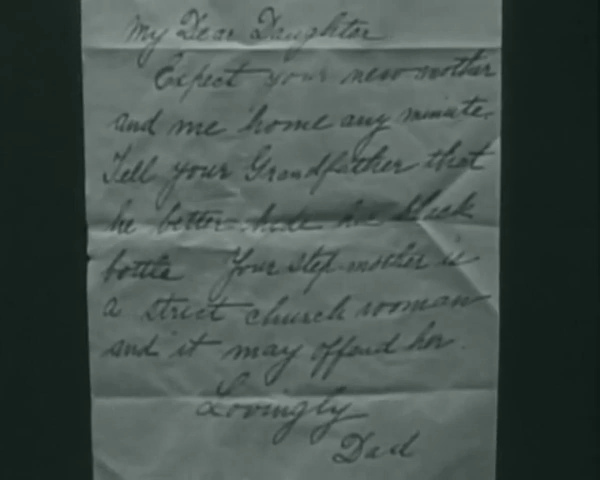 My Dear Daughter
Expect your new mother
and me home any minute.
Tell your Grandfather that
he better hide his black
bottle Your step-mother is
a strict church woman
and it may offend her.
Lovingly
Dad